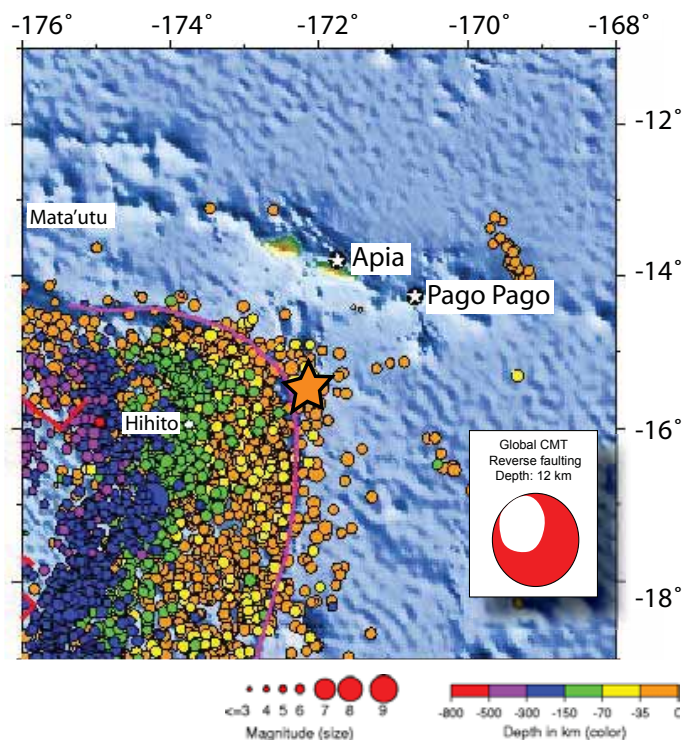 -176° -174° -172° -170° -168°
-12°
Mata'utu
Apia
-14°
Pago Pago
Hihito
-16°
Global CMT
Reverse faulting
Depth: 12 km
-18°
<=3 4 5 6 7 8 9
Magnitude (size)
-800 -500 -300 -150 -70 -35 0
Depth in km (color)